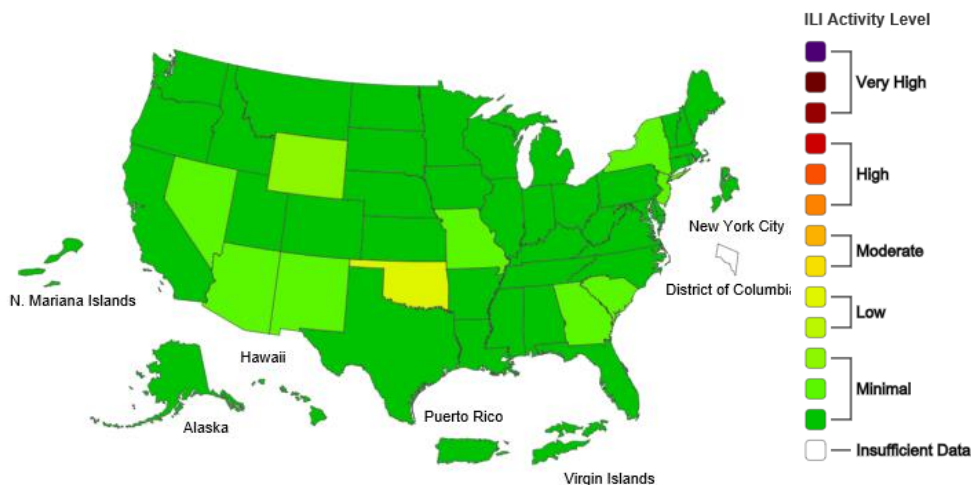 ILI Activity Level
Very High
High
Moderate
Low
Minimal
Insufficient Data
New York City
District of Columbia
N. Mariana Islands
Hawaii
Alaska
Puerto Rico
Virgin Islands